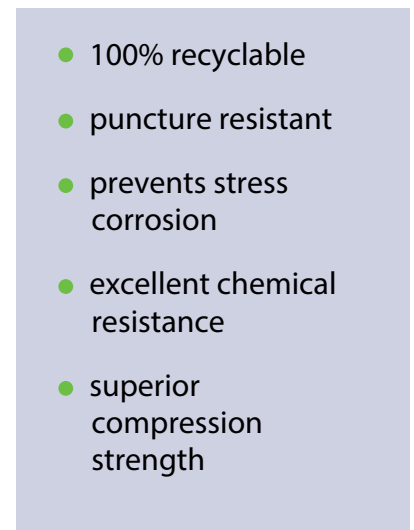 • 100% recyclable
• puncture resistant
• prevents stress
corrosion
• excellent chemical
resistance
• superior
compression
strength